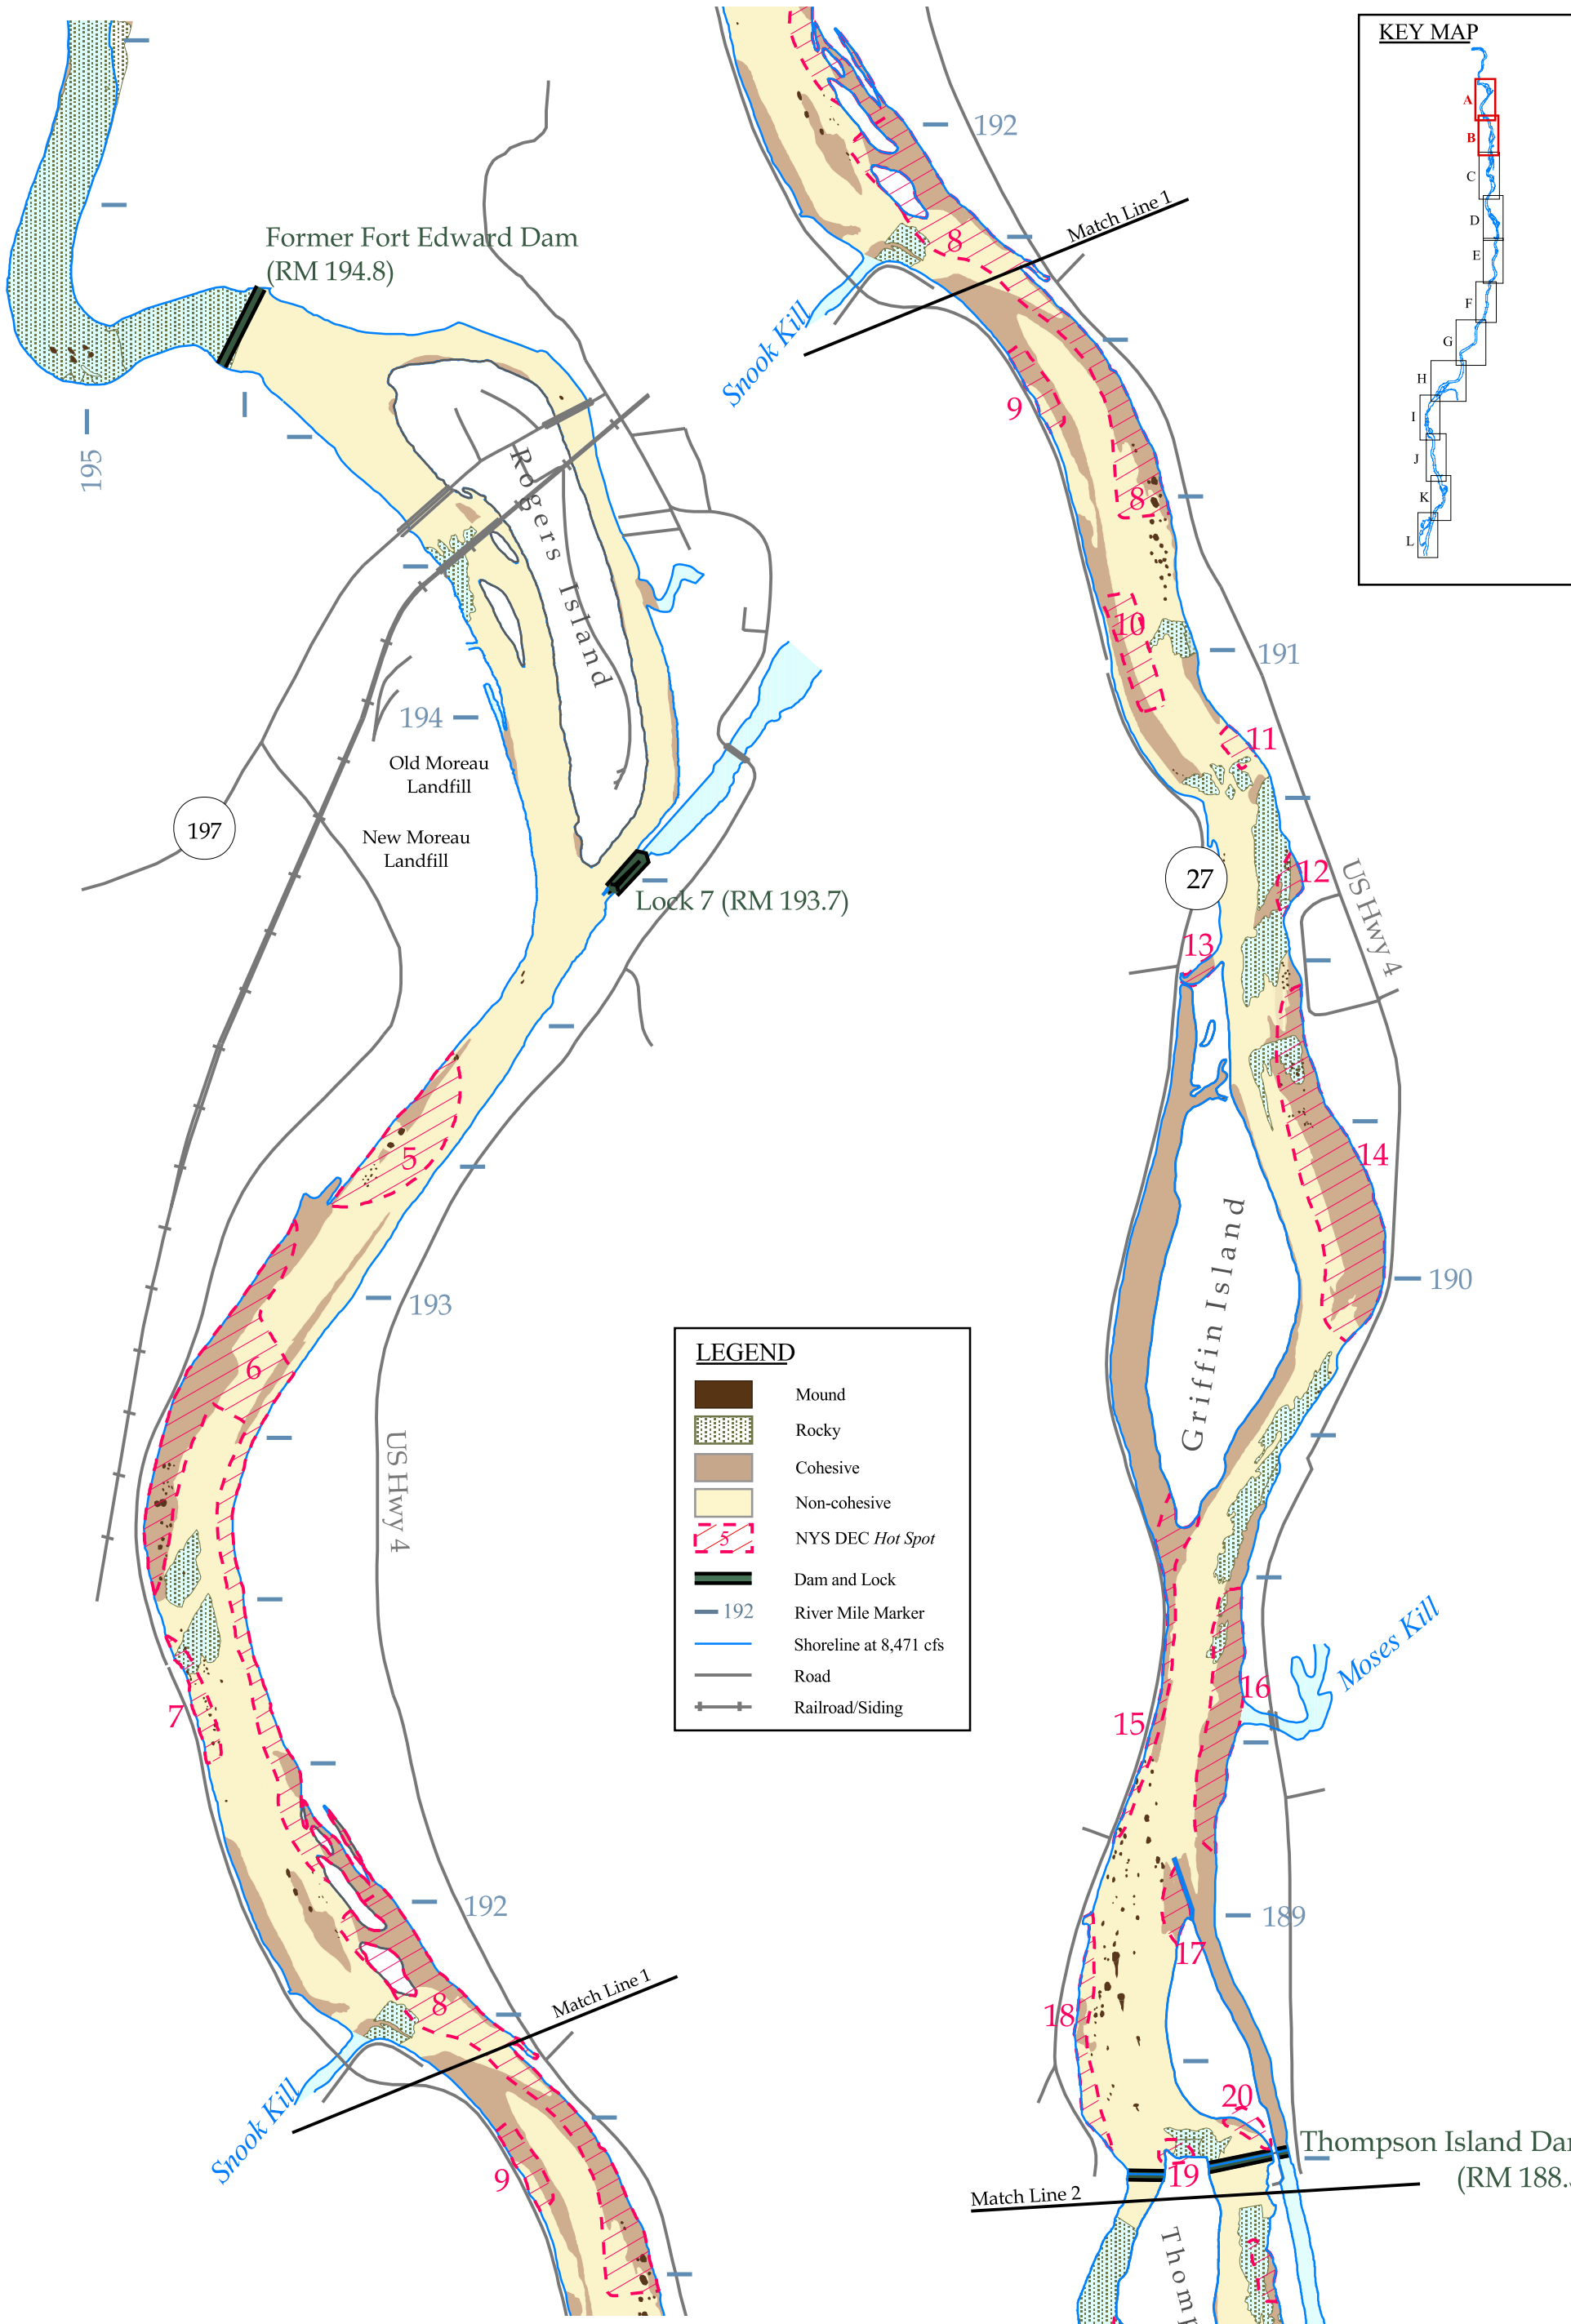 KEY MAP
A
B
C
D
E
F
G
H
I
J
K
L
Former Fort Edward Dam
(RM 194.8)
195
Rogers Island
194
Old Moreau
Landfill
New Moreau
Landfill
197
Lock 7 (RM 193.7)
5
193
6
US Hwy 4
7
192
8
Match Line 1
Snook Kill
9
192
8
Match Line 1
Snook Kill
9
8
10
191
11
27
12
US Hwy 4
13
14
190
Griffin Island
15
16
Moses Kill
189
17
18
20
Thompson Island Da
(RM 188.
19
Match Line 2
Thom
LEGEND
Mound
Rocky
Cohesive
Non-cohesive
5
NYS DEC Hot Spot
Dam and Lock
192
River Mile Marker
Shoreline at 8,471 cfs
Road
Railroad/Siding